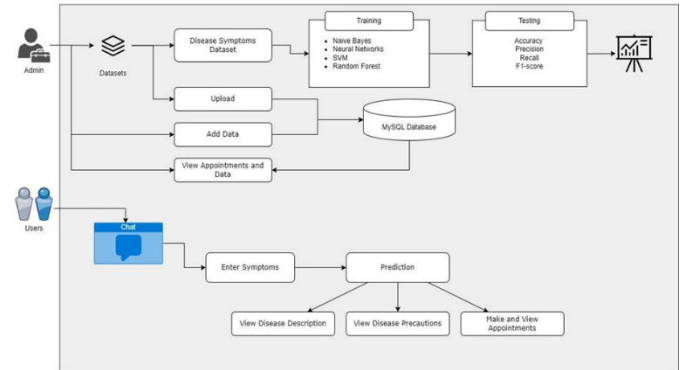 Admin
Datasets
Disease Symptoms
Dataset
Training
Naive Bayes
Neural Networks
SVM
Random Forest
Testing
Accuracy
Precision
Recall
F1-score
Upload
Add Data
MySQL Database
View Appointments and
Data
Users
Chat
Enter Symptoms
Prediction
View Disease Description
View Disease Precautions
Make and View
Appointments